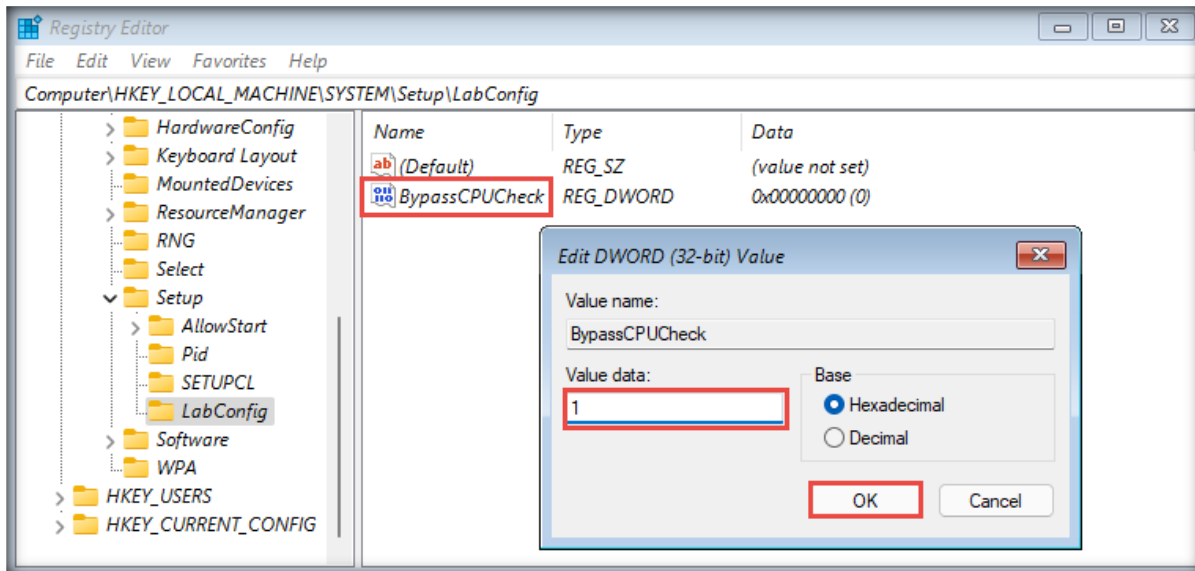 Registry Editor
File Edit View Favorites Help
Computer\HKEY_LOCAL_MACHINE\SYSTEM\Setup\LabConfig
HardwareConfig
Keyboard Layout
MountedDevices
ResourceManager
RNG
Select
Setup
AllowStart
Pid
SETUPCL
LabConfig
Software
WPA
HKEY_USERS
HKEY_CURRENT_CONFIG
Name Type Data
(Default) REG_SZ (value not set)
BypassCPUCheck REG_DWORD 0x00000000 (0)
Edit DWORD (32-bit) Value
Value name:
BypassCPUCheck
Value data:
1
Base
Hexadecimal
Decimal
OK Cancel